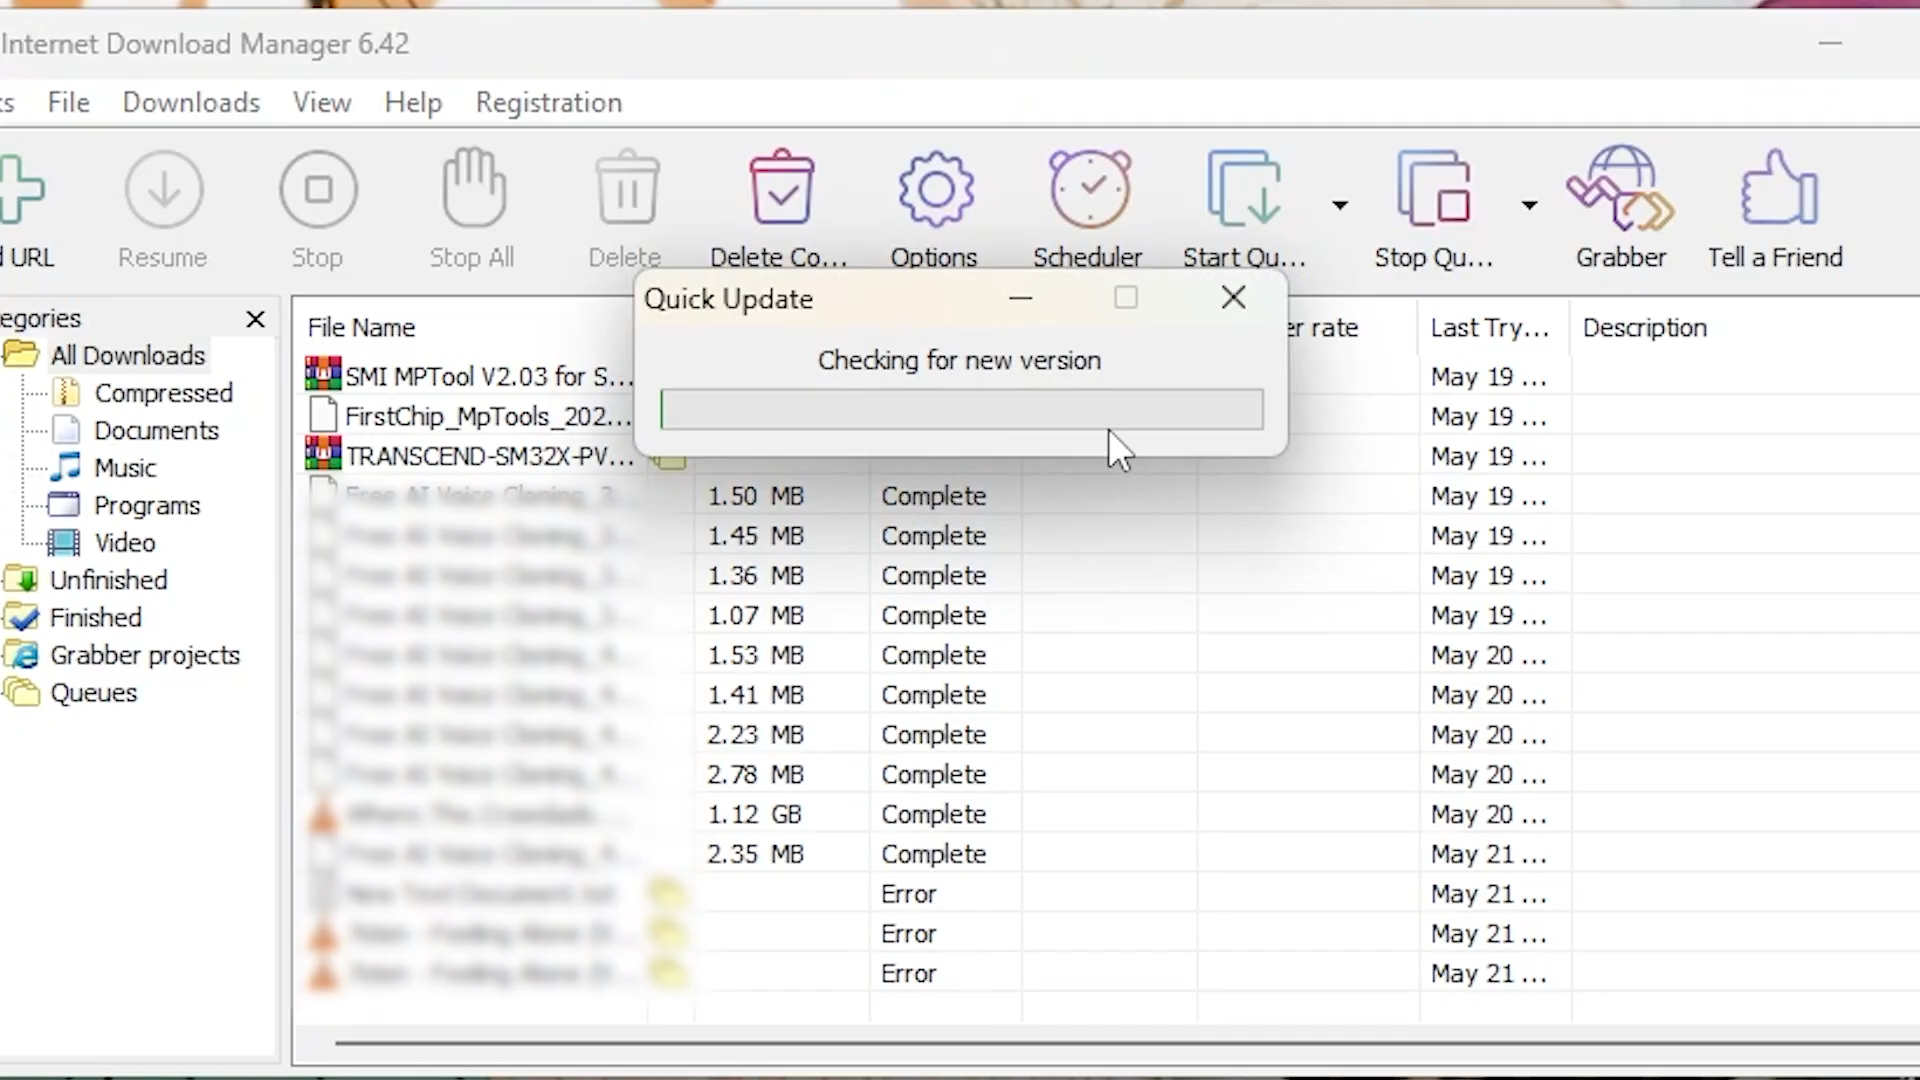 Internet Download Manager 6.42
File Downloads View Help Registration
URL Resume Stop Stop All Delete Delete Co... Options Scheduler Start Qu... Stop Qu... Grabber Tell a Friend
Quick Update
Checking for new version
egories
All Downloads
Compressed
Documents
Music
Programs
Video
Unfinished
Finished
Grabber projects
Queues
File Name er rate Last Try... Description
SMI MPTool V2.03 for S... May 19 ...
FirstChip_MpTools_202... May 19 ...
TRANSCEND-SM32X-PV... May 19 ...
1.50 MB Complete May 19 ...
1.45 MB Complete May 19 ...
1.36 MB Complete May 19 ...
1.07 MB Complete May 19 ...
1.53 MB Complete May 20 ...
1.41 MB Complete May 20 ...
2.23 MB Complete May 20 ...
2.78 MB Complete May 20 ...
1.12 GB Complete May 20 ...
2.35 MB Complete May 21 ...
Error May 21 ...
Error May 21 ...
Error May 21 ...